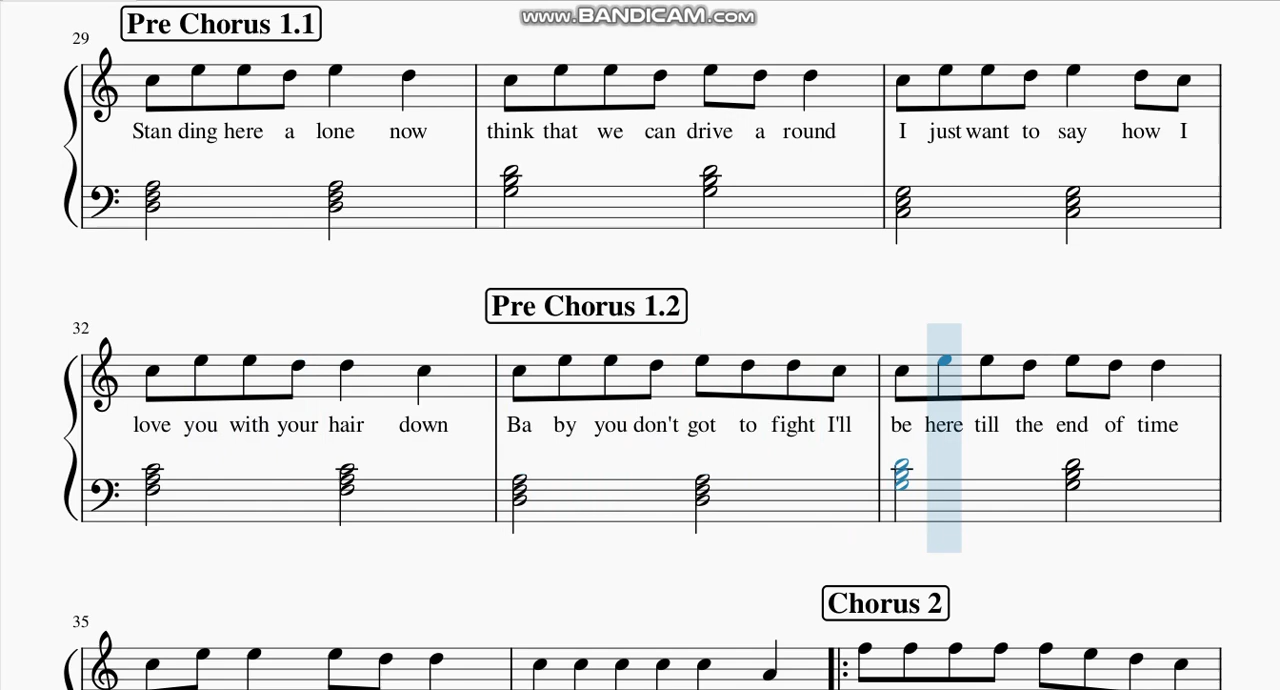 www.BANDICAM.com
Pre Chorus 1.1
29
Stan ding here a lone now think that we can drive a round I just want to say how I
Pre Chorus 1.2
32
love you with your hair down Ba by you don't got to fight I'll be here till the end of time
Chorus 2
35